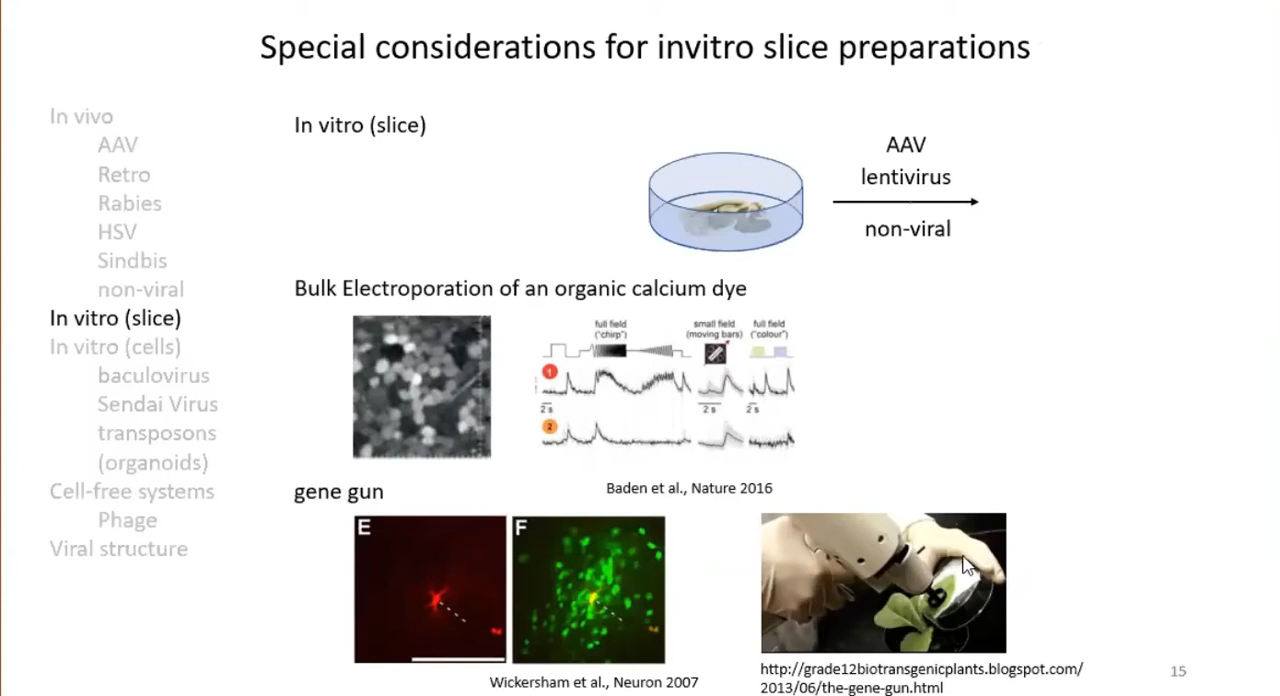 Special considerations for invitro slice preparations
In vivo
AAV
Retro
Rabies
HSV
Sindbis
non-viral
In vitro (slice)
In vitro (cells)
baculovirus
Sendai Virus
transposons
(organoids)
Cell-free systems
Phage
Viral structure
In vitro (slice)
AAV
lentivirus
non-viral
Bulk Electroporation of an organic calcium dye
full field
("chirp")
small field
(moving bars)
full field
("colour")
1
2 s
2 s
2 s
2
Baden et al., Nature 2016
gene gun
E
F
Wickersham et al., Neuron 2007
http://grade12biotransgenicplants.blogspot.com/
2013/06/the-gene-gun.html
15